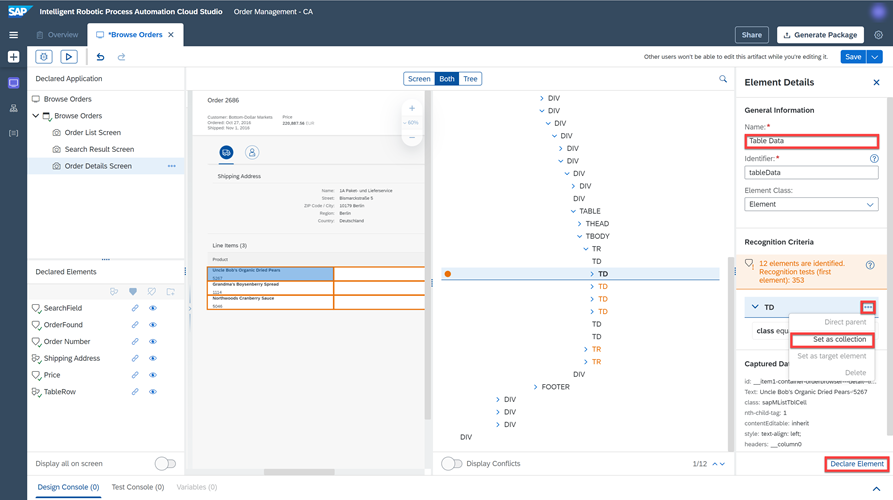 SAP Intelligent Robotic Process Automation Cloud Studio Order Management - CA
Overview *Browse Orders Share Generate Package
Other users won't be able to edit this artifact while you're editing it. Save
Declared Application
Browse Orders
Browse Orders
Order List Screen
Search Result Screen
Order Details Screen
Declared Elements
SearchField
OrderFound
Order Number
Shipping Address
Price
TableRow
Display all on screen
Screen Both Tree
Order 2686
Customer: Bottom-Dollar Markets
Ordered: Oct 27, 2016
Shipped: Nov 1, 2016
Price
60%
Shipping Address
Name: 1A Paket- und Lieferservice
Street: Bismarckstraße 5
ZIP Code / City: 10179 Berlin
Region: Berlin
Country: Deutschland
Line Items (3)
Product
Uncle Bob's Organic Dried Pears
5267
Grandma's Boysenberry Spread
Northwoods Cranberry Sauce
DIV
DIV
DIV
DIV
DIV
DIV
DIV
DIV
DIV
TABLE
THEAD
TBODY
TR
TD
TD
TD
TD
TD
TD
TD
TR
TR
DIV
FOOTER
DIV
DIV
DIV
DIV
Display Conflicts 1/12
Element Details
General Information
Name: *
Table Data
Identifier: *
tableData
Element Class:
Element
Recognition Criteria
12 elements are identified.
Recognition tests (first
element): 353
TD
class equ
Direct parent
Set as collection
Set as target element
Delete
Captured Da
Text: Uncle Bob's Organic Dried Pears 5267
class: sapMListTblCell
nth-child-tag: 1
contentEditable: inherit
style: text-align: left;
headers: __column0
Declare Element
Design Console (0) Test Console (0) Variables (0)